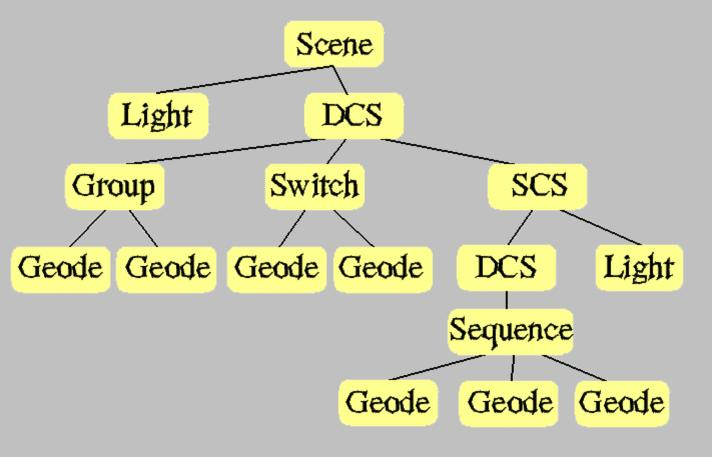 Scene
Light DCS
Group Switch SCS
Geode Geode Geode Geode DCS Light
Sequence
Geode Geode Geode